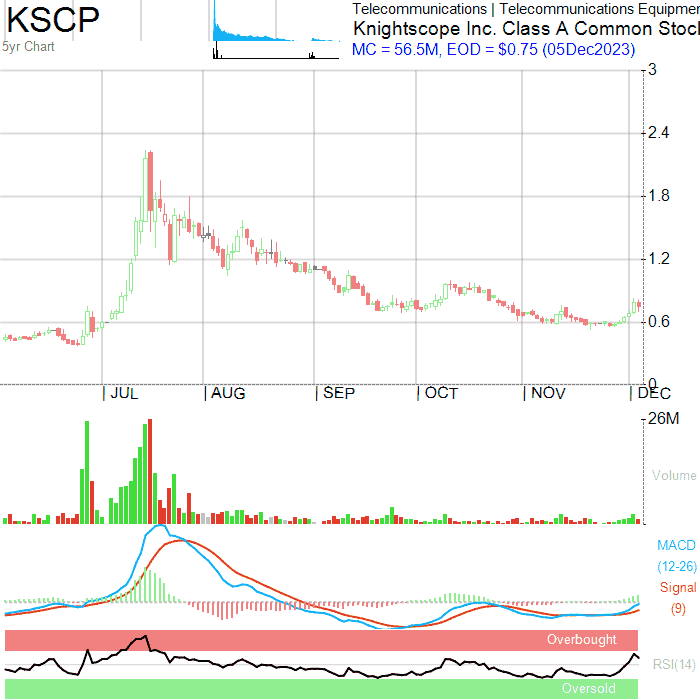 KSCP
5yr Chart
Telecommunications | Telecommunications Equipmen
Knightscope Inc. Class A Common Stoc
MC = 56.5M, EOD = $0.75 (05Dec2023)
3
2.4
1.8
1.2
0.6
0
| JUL | AUG | SEP | OCT | NOV | DEC
26M
Volume
MACD
(12-26)
Signal
(9)
Overbought
RSI(14)
Oversold